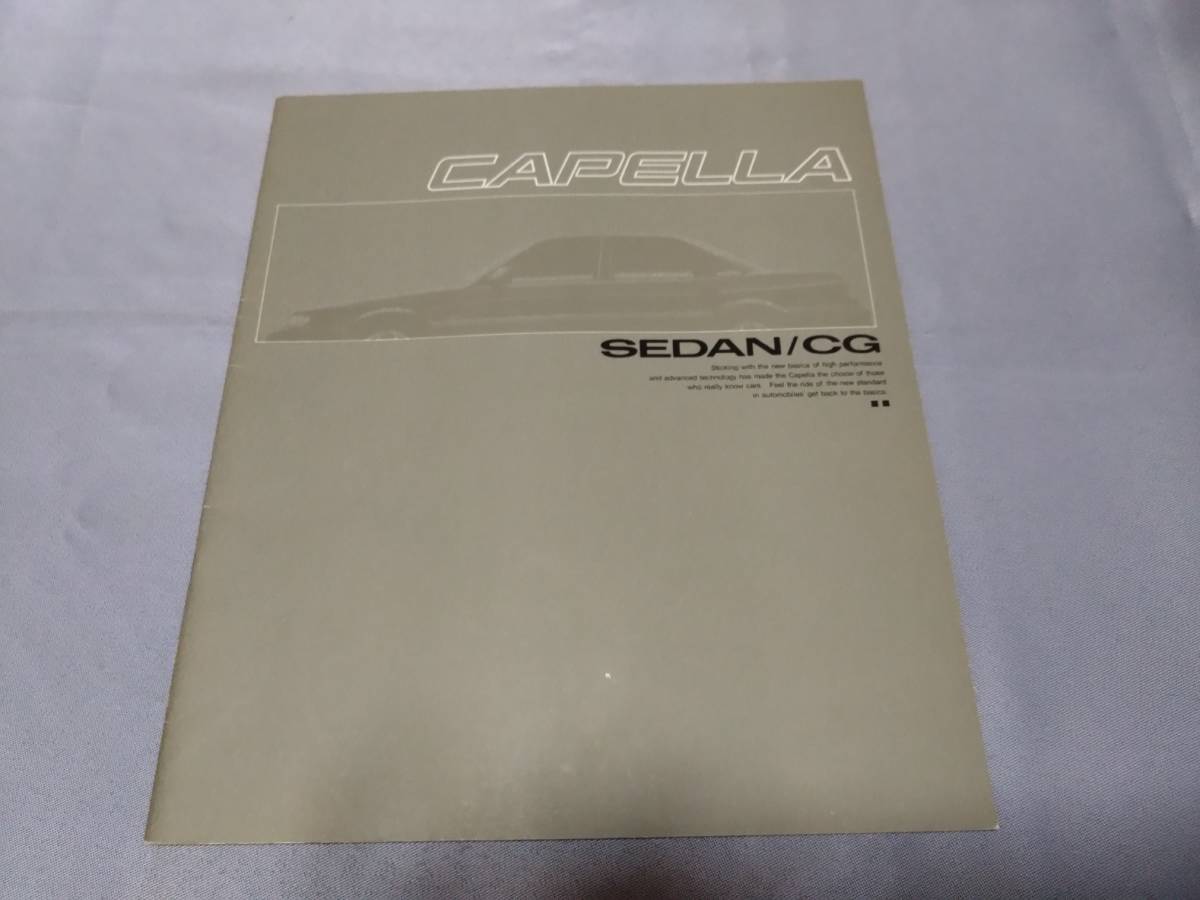 CAPELLA
SEDAN/CG
Sticking with the new basics of high performance
and advanced technology has made the Capella the choice of those
who really know cars. Feel the ride of the new standard
in automobiles' get back to the basics